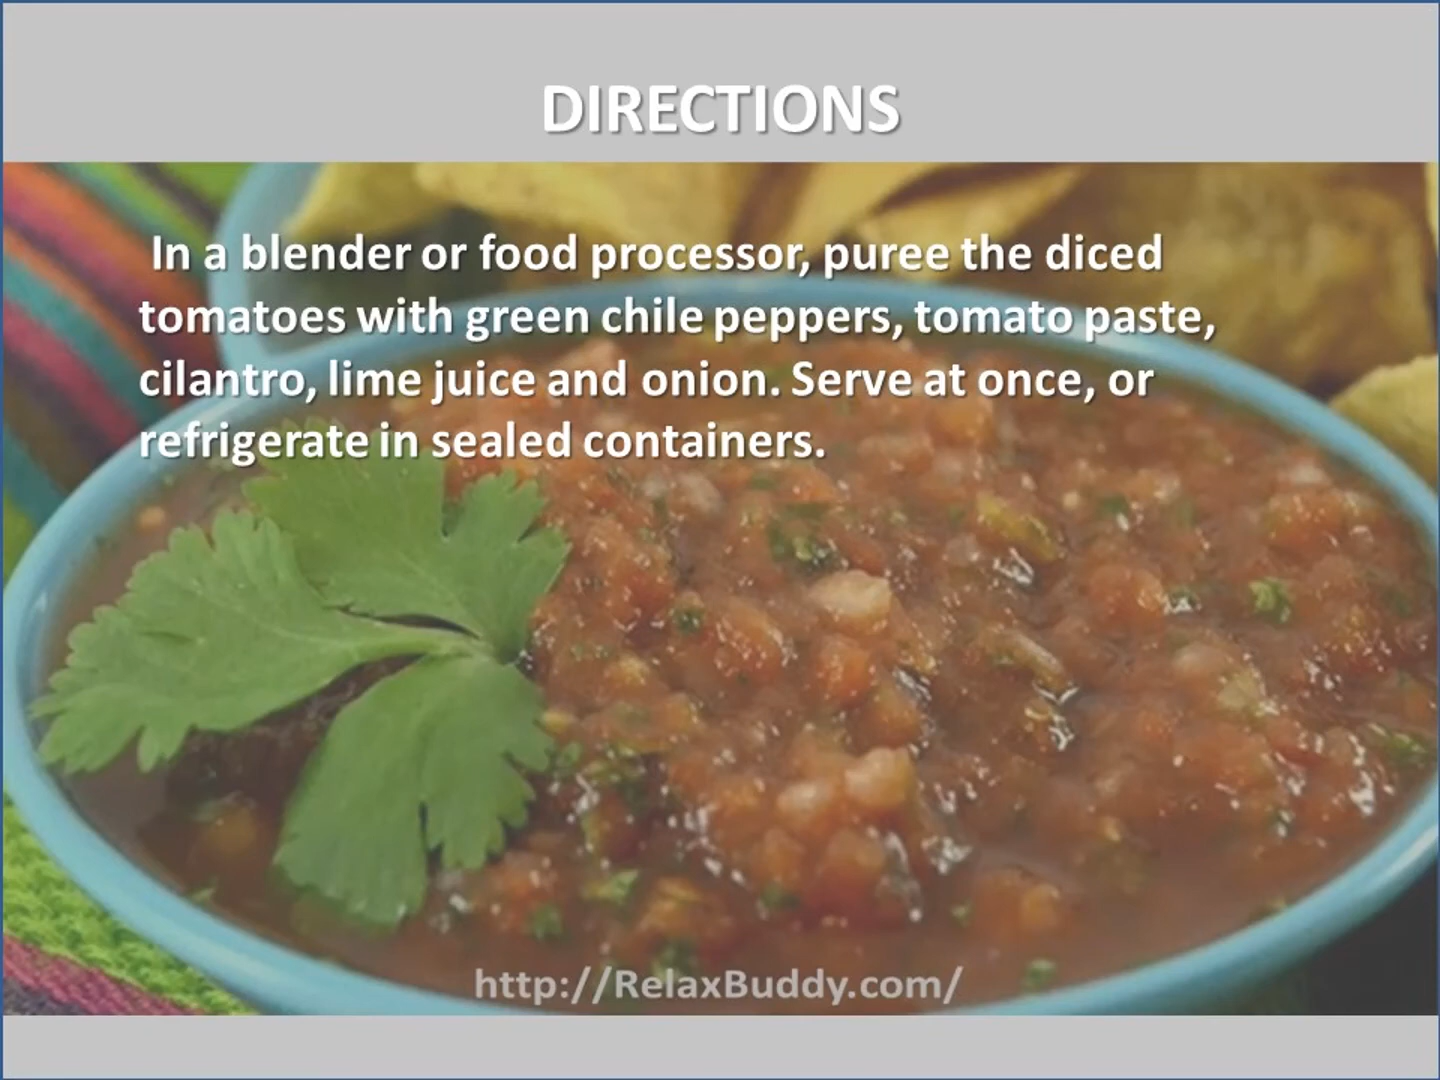 DIRECTIONS
In a blender or food processor, puree the diced
tomatoes with green chile peppers, tomato paste,
cilantro, lime juice and onion. Serve at once, or
refrigerate in sealed containers.
http://RelaxBuddy.com/